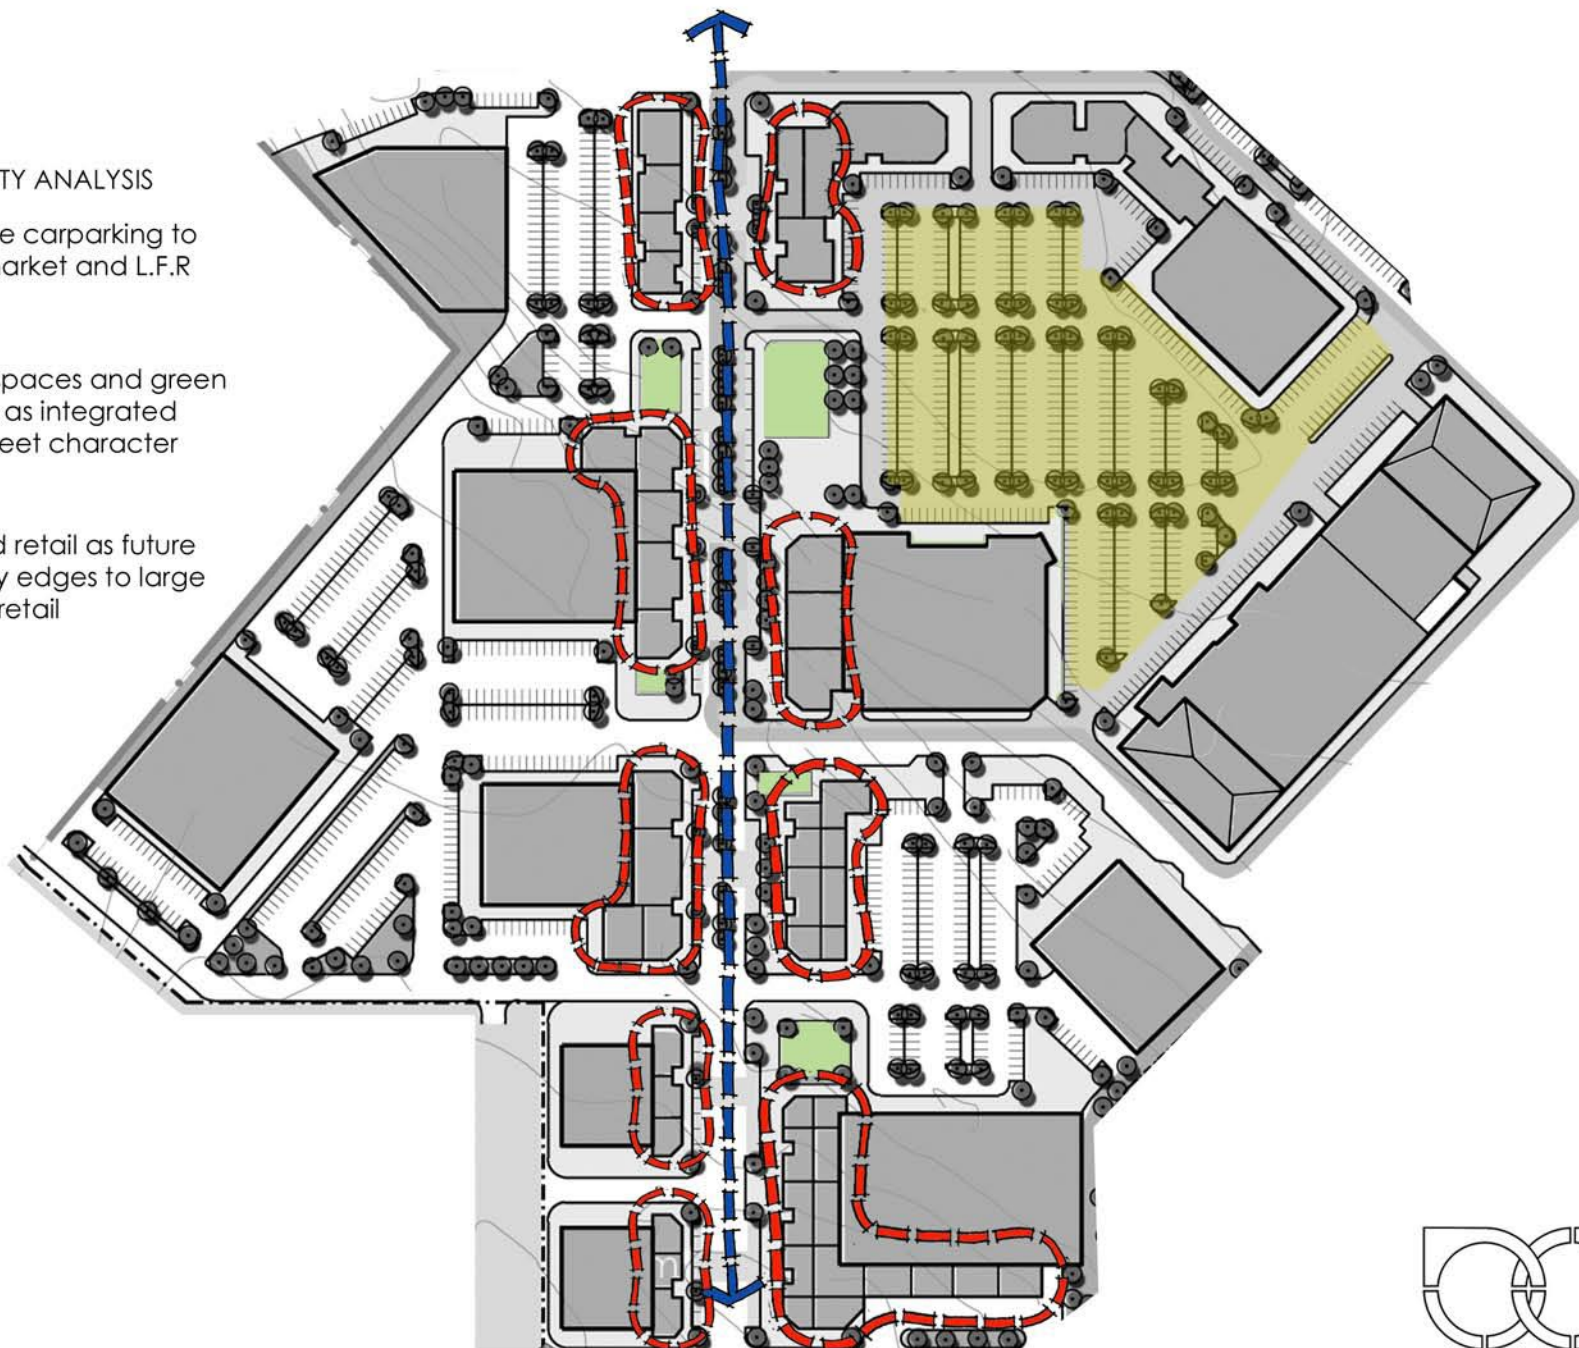 TY ANALYSIS
e carparking to
arket and L.F.R
spaces and green
as integrated
eet character
d retail as future
y edges to large
retail